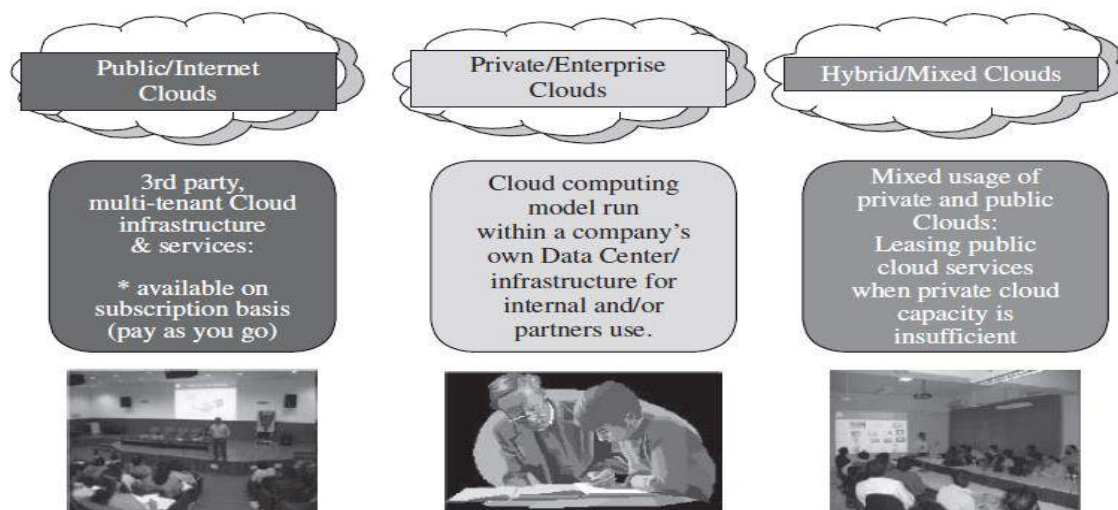 Public/Internet
Clouds
3rd party,
multi-tenant Cloud
infrastructure
& services:
* available on
subscription basis
(pay as you go)
Private/Enterprise
Clouds
Cloud computing
model run
within a company’s
own Data Center/
infrastructure for
internal and/or
partners use.
Hybrid/Mixed Clouds
Mixed usage of
private and public
Clouds:
Leasing public
cloud services
when private cloud
capacity is
insufficient